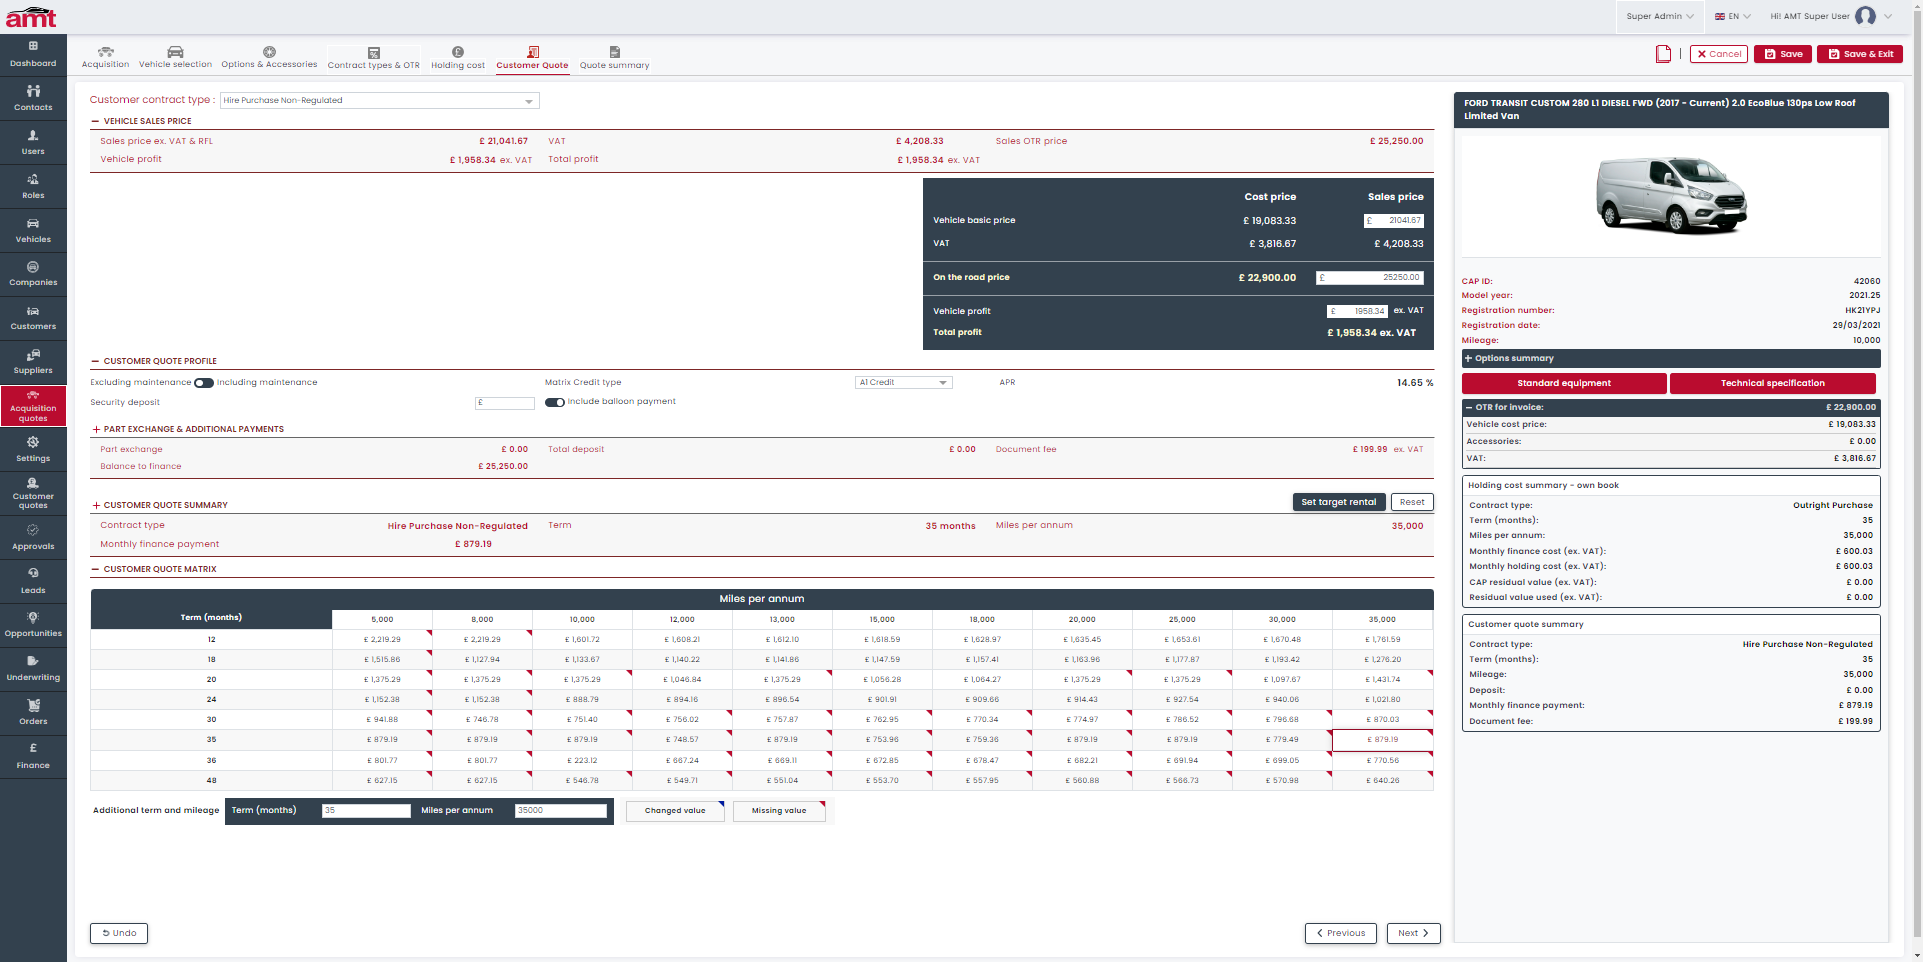 amt
Super Admin
EN
Hi! AMT Super User
Dashboard
Contacts
Users
Roles
Vehicles
Companies
Customers
Suppliers
Acquisition
quotes
Settings
Customer
quotes
Approvals
Leads
Opportunities
Underwriting
Orders
Finance
Acquisition Vehicle selection Options & Accessories Contract types & OTR Holding cost Customer Quote Quote summary
Cancel Save Save & Exit
Customer contract type : Hire Purchase Non-Regulated
VEHICLE SALES PRICE
Sales price ex. VAT & RFL £ 21,041.67 VAT £ 4,208.33 Sales OTR price £ 25,250.00
Vehicle profit £ 1,958.34 ex. VAT Total profit £ 1,958.34 ex. VAT
Cost price Sales price
Vehicle basic price £ 19,083.33 £ 21041.67
VAT £ 3,816.67 £ 4,208.33
On the road price £ 22,900.00 £ 25250.00
Vehicle profit £ 1958.34 ex. VAT
Total profit £ 1,958.34 ex. VAT
CUSTOMER QUOTE PROFILE
Excluding maintenance Including maintenance Matrix Credit type A1 Credit APR 14.65 %
Security deposit £ Include balloon payment
PART EXCHANGE & ADDITIONAL PAYMENTS
Part exchange £ 0.00 Total deposit £ 0.00 Document fee £ 199.99 ex. VAT
Balance to finance £ 25,250.00
CUSTOMER QUOTE SUMMARY Set target rental Reset
Contract type Hire Purchase Non-Regulated Term 35 months Miles per annum 35,000
Monthly finance payment £ 879.19
CUSTOMER QUOTE MATRIX
Miles per annum
Term (months) 5,000 8,000 10,000 12,000 13,000 15,000 18,000 20,000 25,000 30,000 35,000
12 £ 2,219.29 £ 2,219.29 £ 1,601.72 £ 1,608.21 £ 1,612.10 £ 1,618.59 £ 1,628.97 £ 1,635.45 £ 1,653.61 £ 1,670.48 £ 1,761.59
18 £ 1,515.86 £ 1,127.94 £ 1,133.67 £ 1,140.22 £ 1,141.86 £ 1,147.59 £ 1,157.41 £ 1,163.96 £ 1,177.87 £ 1,193.42 £ 1,276.20
20 £ 1,375.29 £ 1,375.29 £ 1,375.29 £ 1,046.84 £ 1,375.29 £ 1,056.28 £ 1,064.27 £ 1,375.29 £ 1,375.29 £ 1,097.67 £ 1,431.74
24 £ 1,152.38 £ 1,152.38 £ 888.79 £ 894.16 £ 896.54 £ 901.91 £ 909.66 £ 914.43 £ 927.54 £ 940.06 £ 1,021.80
30 £ 941.88 £ 746.78 £ 751.40 £ 756.02 £ 757.87 £ 762.95 £ 770.34 £ 774.97 £ 786.52 £ 796.68 £ 870.03
35 £ 879.19 £ 879.19 £ 879.19 £ 748.57 £ 879.19 £ 753.96 £ 759.36 £ 879.19 £ 879.19 £ 779.49 £ 879.19
36 £ 801.77 £ 801.77 £ 223.12 £ 667.24 £ 669.11 £ 672.85 £ 678.47 £ 682.21 £ 691.94 £ 699.05 £ 770.56
48 £ 627.15 £ 627.15 £ 546.78 £ 549.71 £ 551.04 £ 553.70 £ 557.95 £ 560.88 £ 566.73 £ 570.98 £ 640.26
Additional term and mileage Term (months) 35 Miles per annum 35000 Changed value Missing value
Undo Previous Next
FORD TRANSIT CUSTOM 280 L1 DIESEL FWD (2017 - Current) 2.0 EcoBlue 130ps Low Roof
Limited Van
CAP ID: 42060
Model year: 2021.25
Registration number: HK21YPJ
Registration date: 29/03/2021
Mileage: 10,000
Options summary
Standard equipment Technical specification
OTR for invoice: £ 22,900.00
Vehicle cost price: £ 19,083.33
Accessories: £ 0.00
VAT: £ 3,816.67
Holding cost summary - own book
Contract type: Outright Purchase
Term (months): 35
Miles per annum: 35,000
Monthly finance cost (ex. VAT): £ 600.03
Monthly holding cost (ex. VAT): £ 600.03
CAP residual value (ex. VAT): £ 0.00
Residual value used (ex. VAT): £ 0.00
Customer quote summary
Contract type: Hire Purchase Non-Regulated
Term (months): 35
Mileage: 35,000
Deposit: £ 0.00
Monthly finance payment: £ 879.19
Document fee: £ 199.99